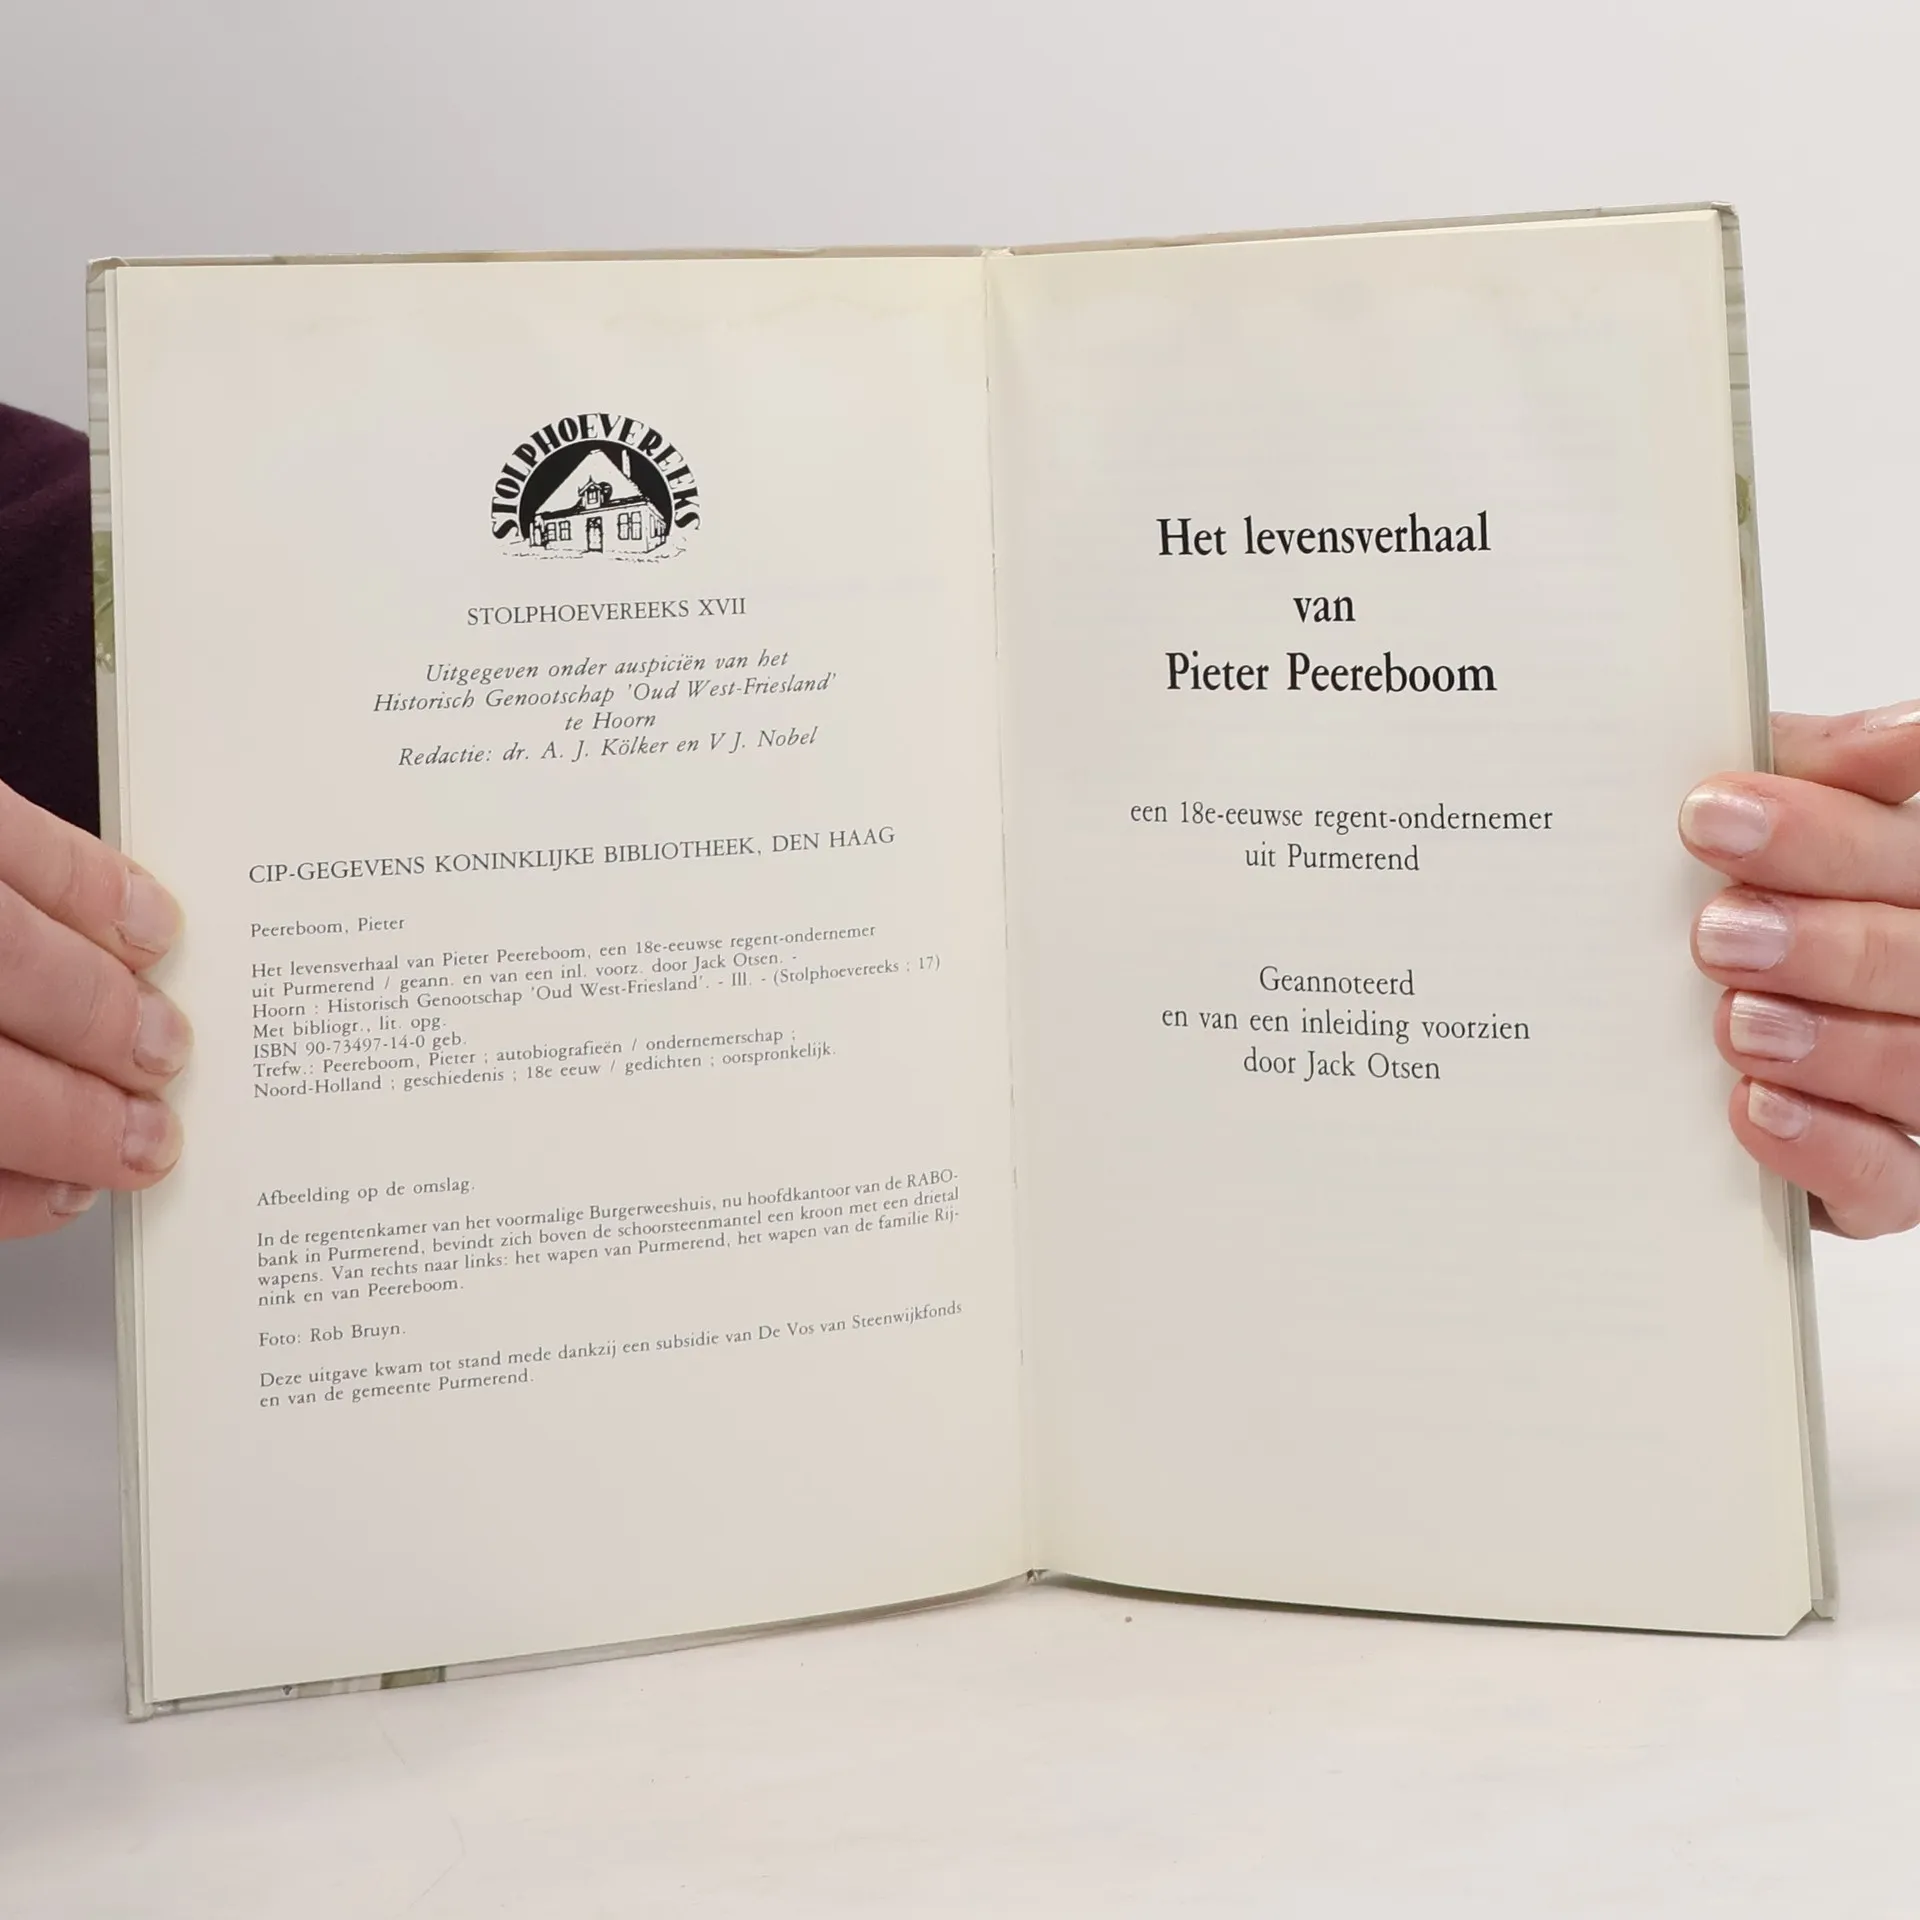 STOLPHOEVEREEKS
STOLPHOEVEREEKS XVII
Uitgegeven onder auspiciën van het
Historisch Genootschap 'Oud West-Friesland'
te Hoorn
Redactie: dr. A. J. Kölker en V J. Nobel
CIP-GEGEVENS KONINKLIJKE BIBLIOTHEEK, DEN HAAG
Peereboom, Pieter
Het levensverhaal van Pieter Peereboom, een 18e-eeuwse regent-ondernemer
uit Purmerend / geann. en van een inl. voorz. door Jack Otsen. -
Hoorn : Historisch Genootschap 'Oud West-Friesland'. - Ill. - (Stolphoevereeks ; 17)
Met bibliogr., lit. opg.
ISBN 90-73497-14-0 geb.
Trefw.: Peereboom, Pieter ; autobiografieën / ondernemerschap ;
Noord-Holland ; geschiedenis ; 18e eeuw / gedichten ; oorspronkelijk.
Afbeelding op de omslag.
In de regentenkamer van het voormalige Burgerweeshuis, nu hoofdkantoor van de RABO-
bank in Purmerend, bevindt zich boven de schoorsteenmantel een kroon met een drietal
wapens. Van rechts naar links: het wapen van Purmerend, het wapen van de familie Rij-
nink en van Peereboom.
Foto: Rob Bruyn.
Deze uitgave kwam tot stand mede dankzij een subsidie van De Vos van Steenwijkfonds
en van de gemeente Purmerend.
Het levensverhaal
van
Pieter Peereboom
een 18e-eeuwse regent-ondernemer
uit Purmerend
Geannoteerd
en van een inleiding voorzien
door Jack Otsen